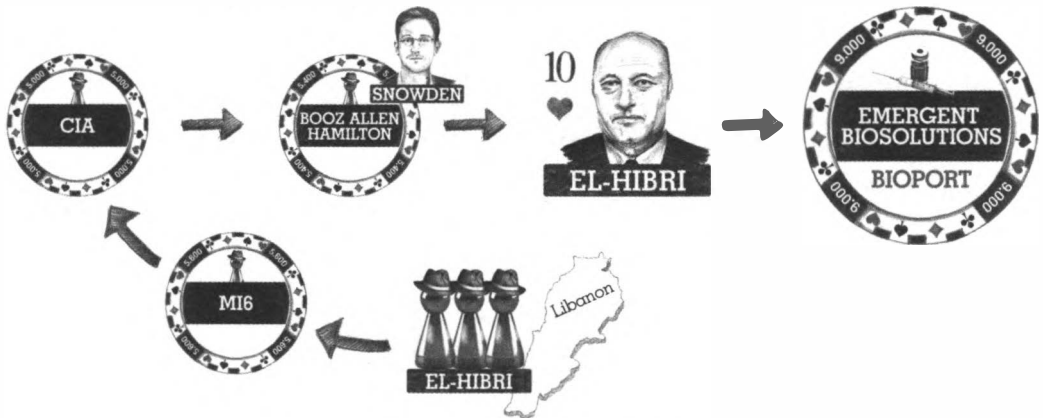 5.000
5.000
CIA
5.000
5.000
5.400
5.
SNOWDEN
BOOZ ALLEN
HAMILTON
5.400
5.400
10
EL-HIBRI
9.000
9.000
EMERGENT
BIOSOLUTIONS
BIOPORT
9.000
9.000
5.600
5.600
MI6
5.600
5.600
Libanon
EL-HIBRI